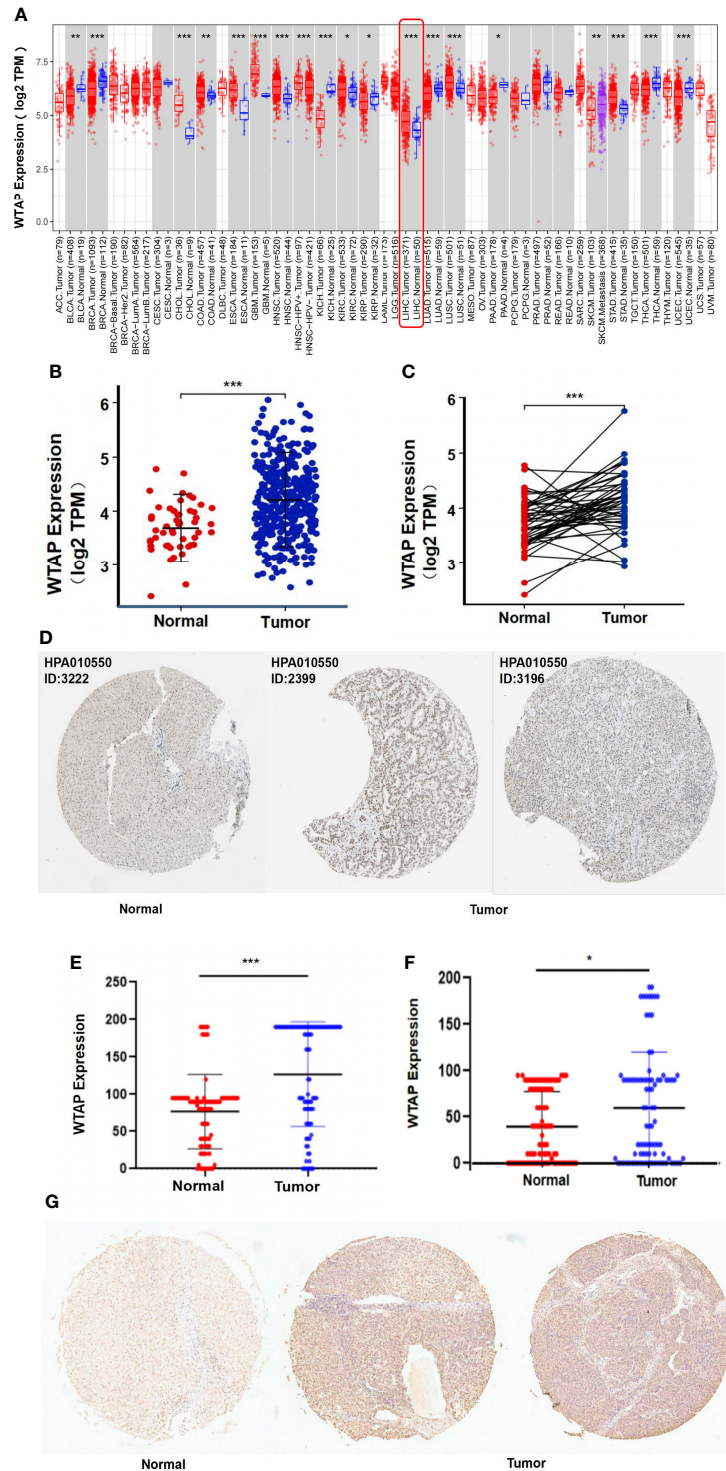 A
WTAP Expression ( log2 TPM )
7.5
5.0
2.5
0.0
** *** *** ** *** *** *** *** *** * * *** *** *** * ** *** *** ***
ACC.Tumor (n=79)
BLCA.Tumor (n=408)
BLCA.Normal (n=19)
BRCA.Tumor (n=1093)
BRCA.Normal (n=112)
BRCA-Basal.Tumor (n=190)
BRCA-Her2.Tumor (n=82)
BRCA-LumA.Tumor (n=564)
BRCA-LumB.Tumor (n=217)
CESC.Tumor (n=304)
CESC.Normal (n=3)
CHOL.Tumor (n=36)
CHOL.Normal (n=9)
COAD.Tumor (n=457)
COAD.Normal (n=41)
DLBC.Tumor (n=48)
ESCA.Tumor (n=184)
ESCA.Normal (n=11)
GBM.Tumor (n=153)
GBM.Normal (n=5)
HNSC.Tumor (n=520)
HNSC.Normal (n=44)
HNSC-HPV+.Tumor (n=97)
HNSC-HPV-.Tumor (n=421)
KICH.Tumor (n=66)
KICH.Normal (n=25)
KIRC.Tumor (n=533)
KIRC.Normal (n=72)
KIRP.Tumor (n=290)
KIRP.Normal (n=32)
LAML.Tumor (n=173)
LGG.Tumor (n=516)
LIHC.Tumor (n=371)
LIHC.Normal (n=50)
LUAD.Tumor (n=515)
LUAD.Normal (n=59)
LUSC.Tumor (n=501)
LUSC.Normal (n=51)
MESO.Tumor (n=87)
OV.Tumor (n=303)
PAAD.Tumor (n=178)
PAAD.Normal (n=4)
PCPG.Tumor (n=179)
PCPG.Normal (n=3)
PRAD.Tumor (n=497)
PRAD.Normal (n=52)
READ.Tumor (n=166)
READ.Normal (n=10)
SARC.Tumor (n=259)
SKCM.Tumor (n=103)
SKCM.Metastasis (n=368)
STAD.Tumor (n=415)
STAD.Normal (n=35)
TGCT.Tumor (n=150)
THCA.Tumor (n=501)
THCA.Normal (n=59)
THYM.Tumor (n=120)
UCEC.Tumor (n=545)
UCEC.Normal (n=35)
UCS.Tumor (n=57)
UVM.Tumor (n=80)
B
WTAP Expression
（log2 TPM）
6
5
4
3
***
Normal Tumor
C
WTAP Expression
（log2 TPM）
6
5
4
3
***
Normal Tumor
D
HPA010550
ID:3222
HPA010550
ID:2399
HPA010550
ID:3196
Normal Tumor
E
WTAP Expression
250
200
150
100
50
0
***
Normal Tumor
F
WTAP Expression
200
150
100
50
0
*
Normal Tumor
G
Normal Tumor